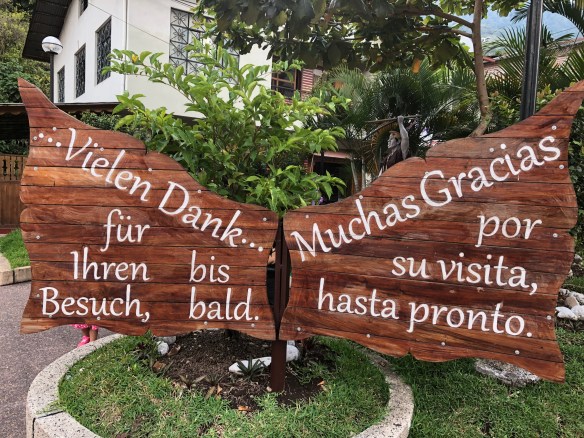 ...Vielen Dank...
für
Ihren bis
Besuch, bald.
Muchas Gracias
por
su visita,
hasta pronto.